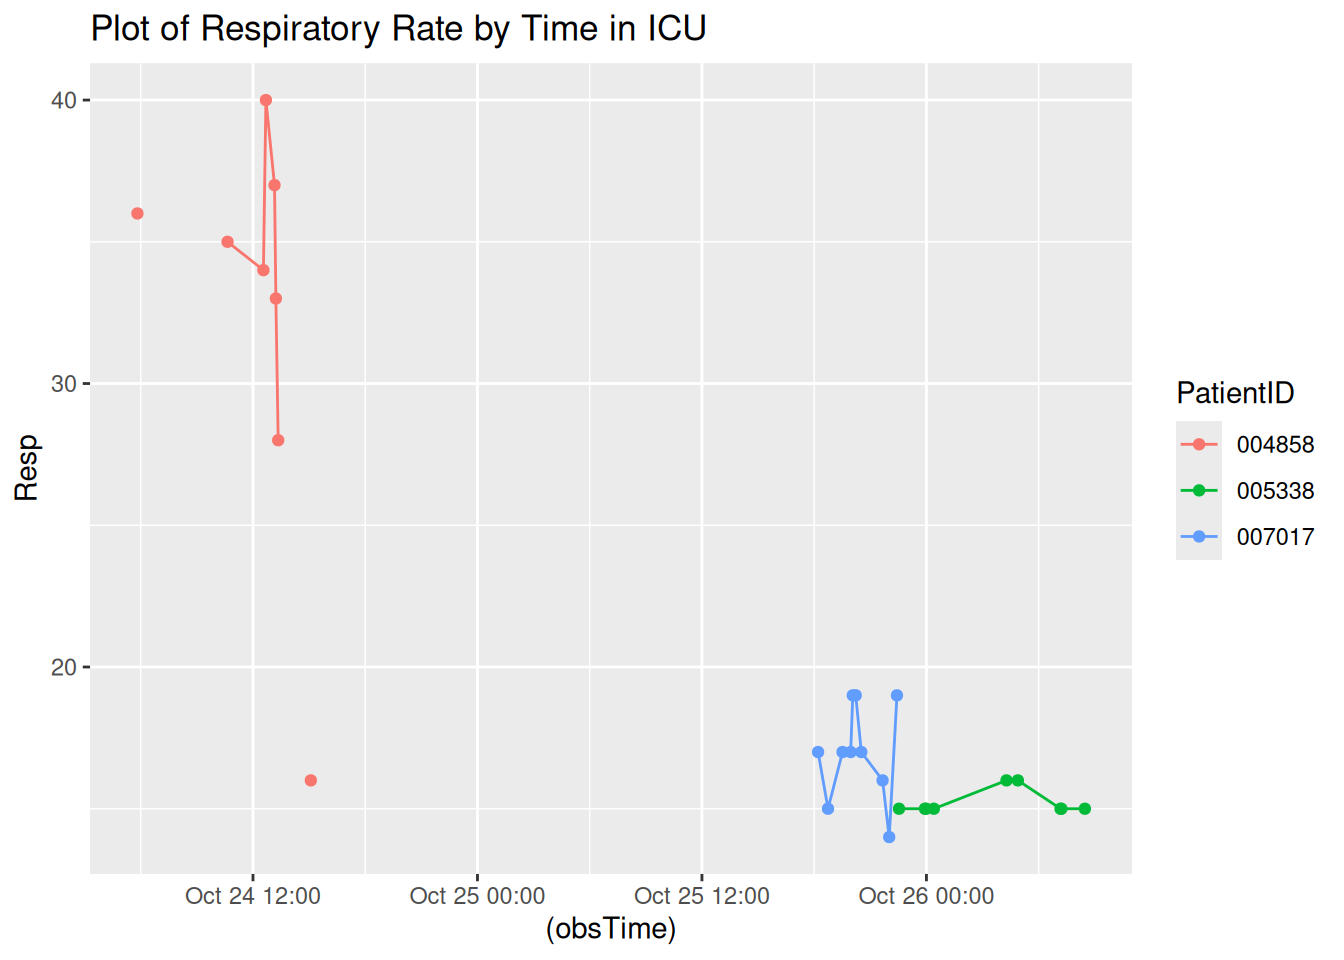 Plot of Respiratory Rate by Time in ICU
40
30
20
Resp
Oct 24 12:00
Oct 25 00:00
Oct 25 12:00
Oct 26 00:00
(obsTime)
PatientID
004858
005338
007017